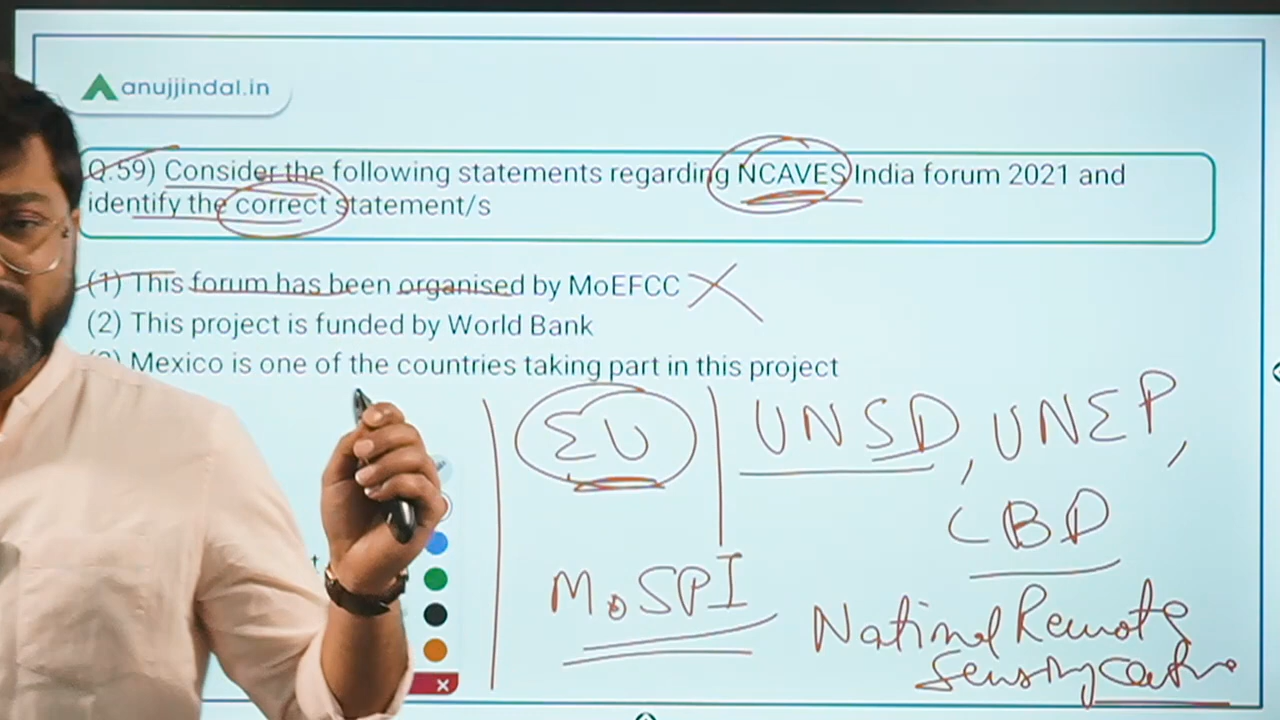 anujjindal.in
Q.59) Consider the following statements regarding NCAVES India forum 2021 and
identify the correct statement/s
(1) This forum has been organised by MoEFCC
(2) This project is funded by World Bank
Mexico is one of the countries taking part in this project
EU
UNSD, UNEP,
CBD
MoSPI
National Remote
Sensing Centre